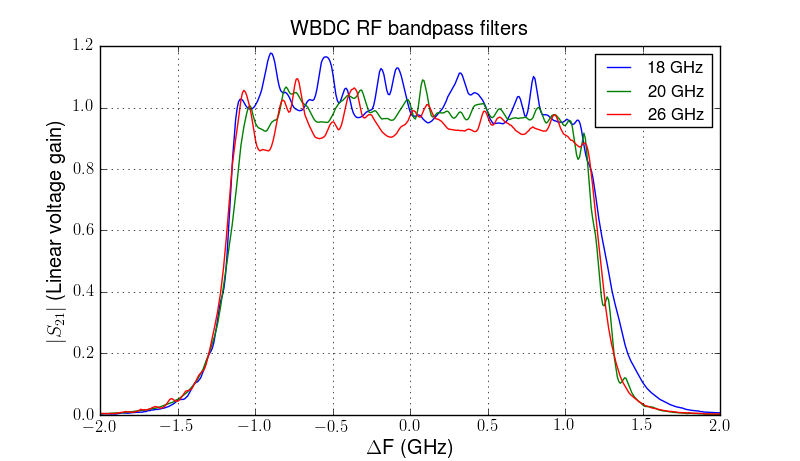 WBDC RF bandpass filters
1.2
1.0
0.8
0.6
0.4
0.2
0.0
|S21| (Linear voltage gain)
18 GHz
20 GHz
26 GHz
−2.0 −1.5 −1.0 −0.5 0.0 0.5 1.0 1.5 2.0
ΔF (GHz)